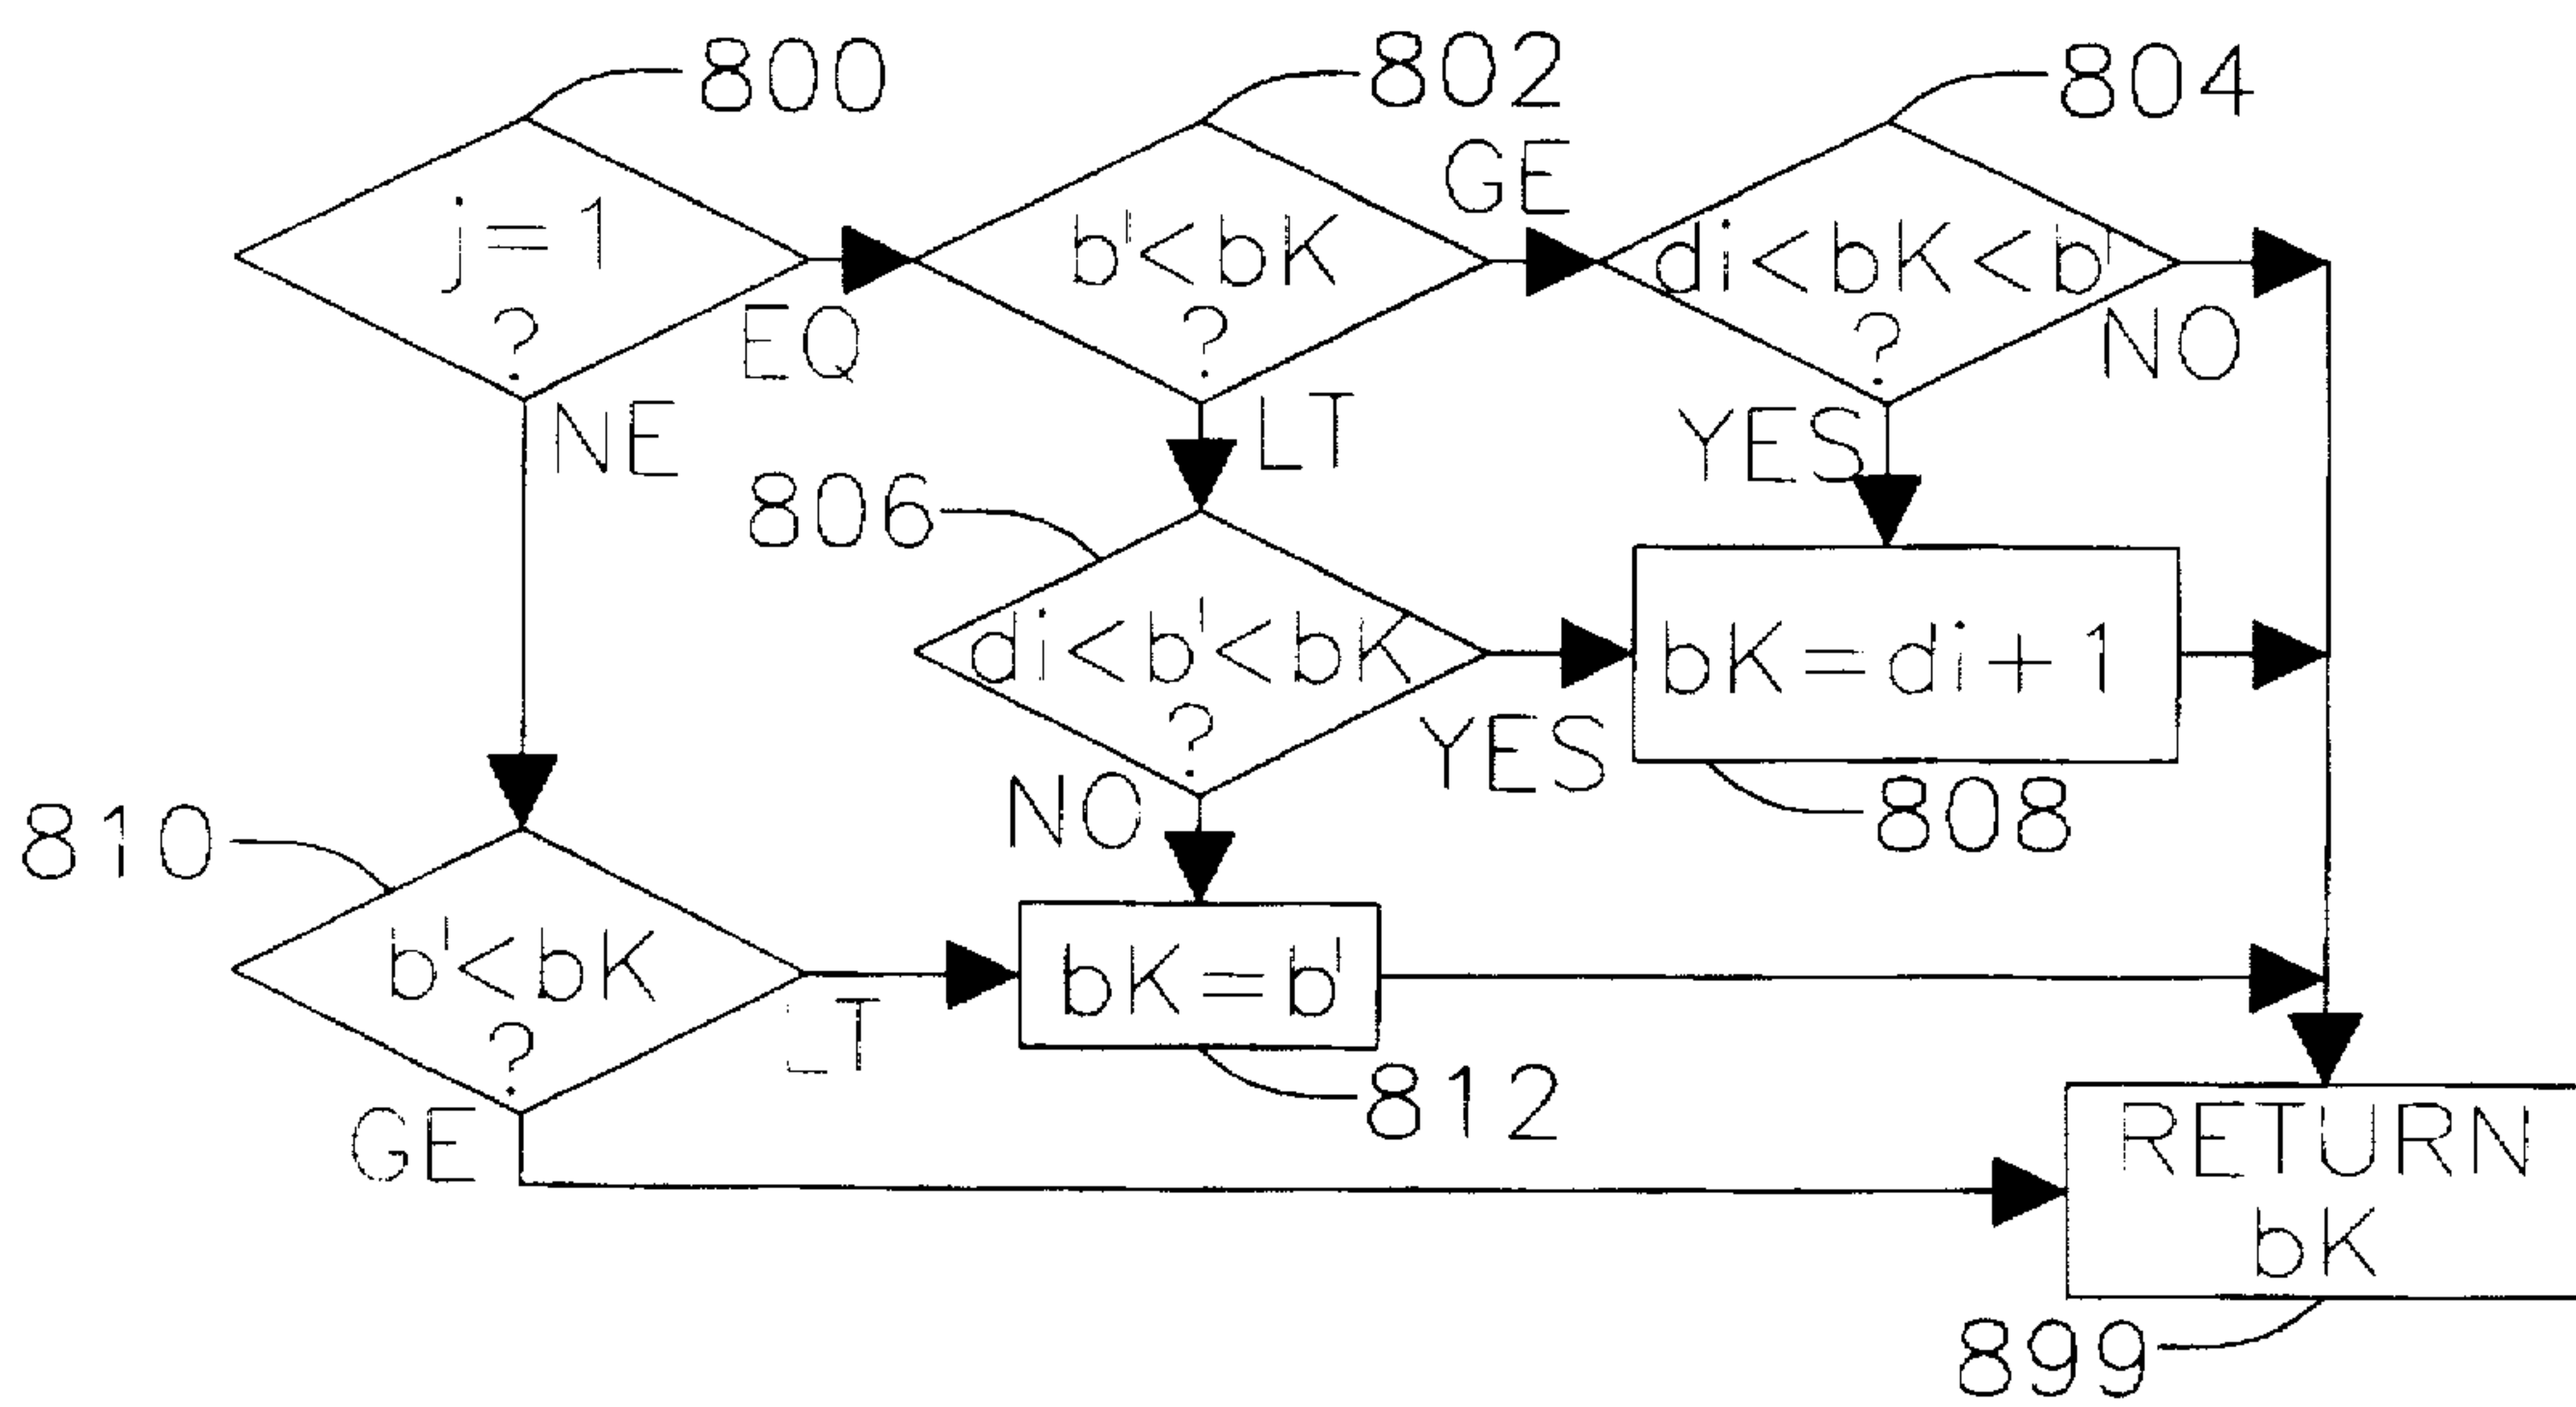 800
802
804
j=1
?
EQ
NE
b'<bK
?
GE
LT
di<bK<b'
?
NO
YES
806
di<b'<bK
?
YES
NO
bK=di+1
808
810
b'<bK
?
LT
GE
bK=b'
812
RETURN
bK
899